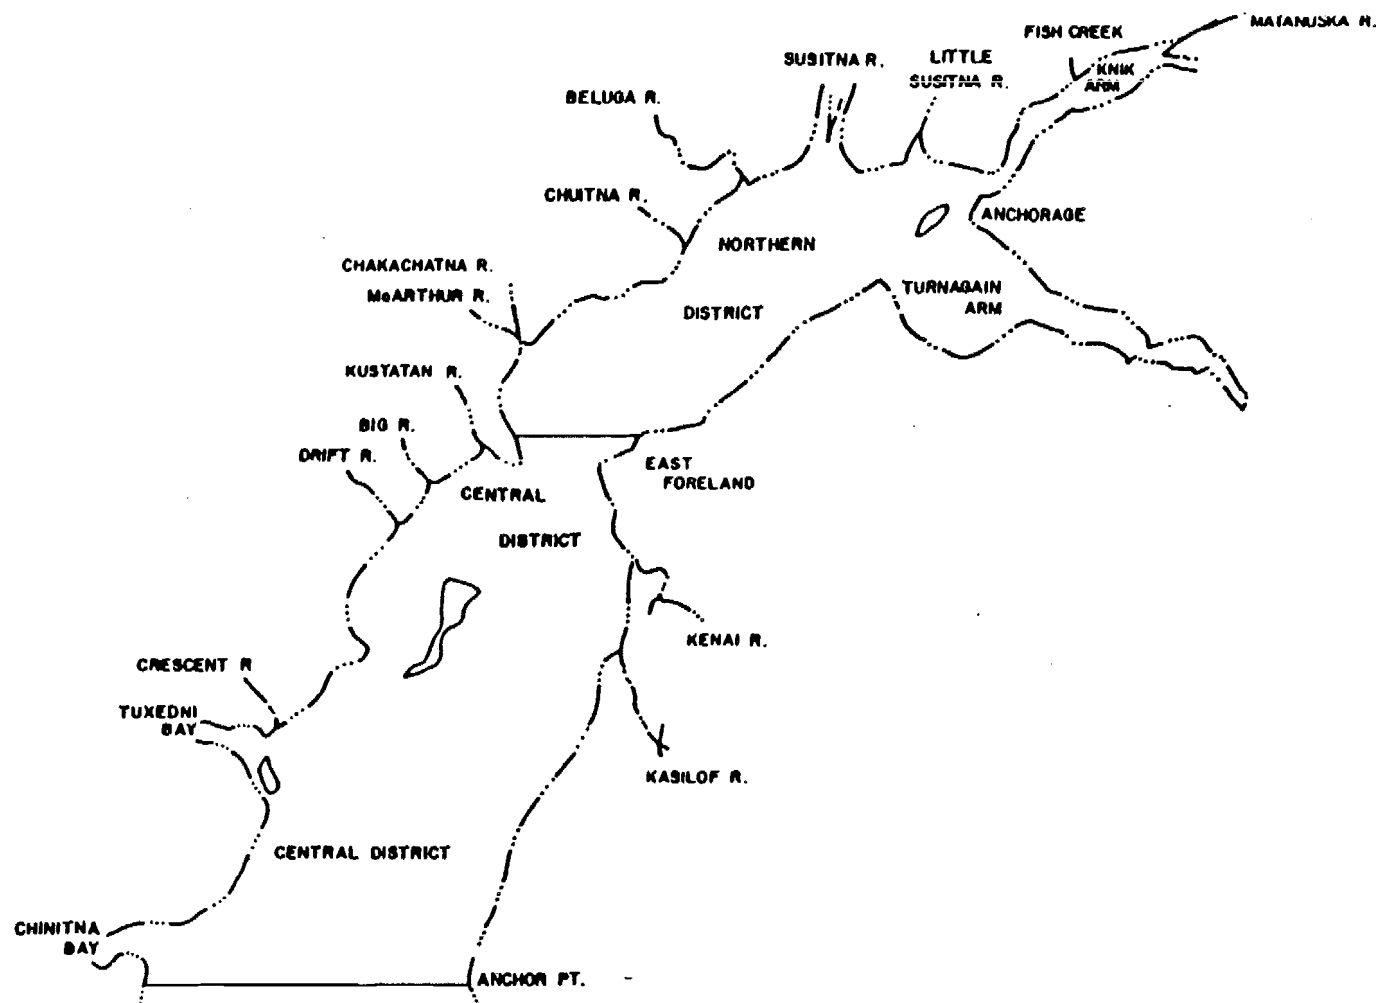 MATANUSKA R.
FISH CREEK
KNIK
ARM
SUSITNA R.
LITTLE
SUSITNA R.
BELUGA R.
CHUITNA R.
ANCHORAGE
NORTHERN
DISTRICT
CHAKACHATNA R.
McARTHUR R.
TURNAGAIN
ARM
KUSTATAN R.
BIG R.
DRIFT R.
EAST
FORELAND
CENTRAL
DISTRICT
KENAI R.
CRESCENT R
TUXEDNI
BAY
KASILOF R.
CENTRAL DISTRICT
CHINITNA
BAY
ANCHOR PT.